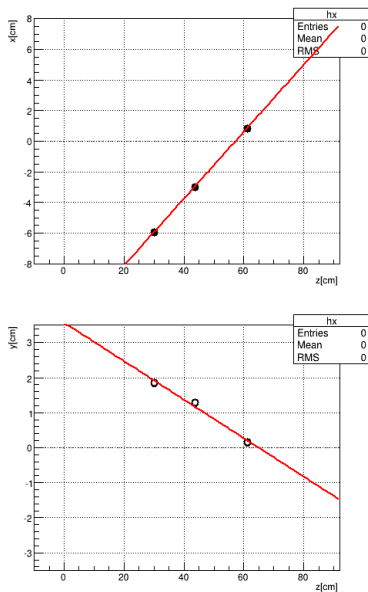 hx
Entries 0
Mean 0
RMS 0
x[cm]
8
6
4
2
0
-2
-4
-6
-8
0 20 40 60 80
z[cm]
hx
Entries 0
Mean 0
RMS 0
y[cm]
3
2
1
0
-1
-2
-3
0 20 40 60 80
z[cm]